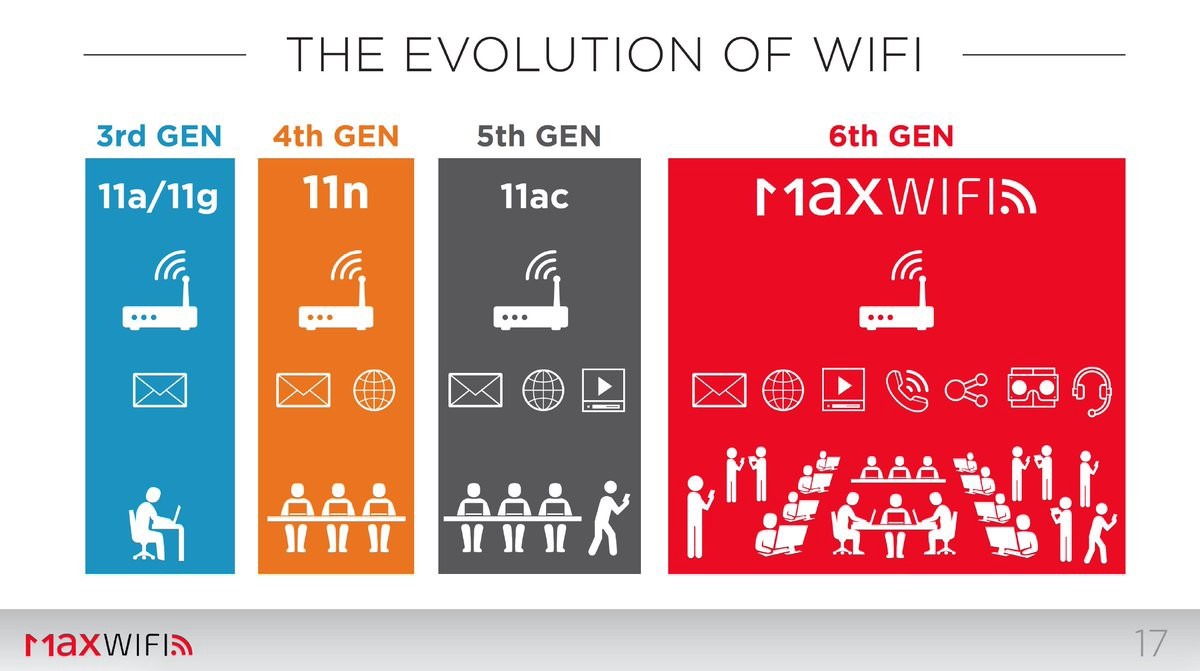 THE EVOLUTION OF WIFI
3rd GEN
11a/11g
4th GEN
11n
5th GEN
11ac
6th GEN
MaxWIFI
MaxWIFI
17